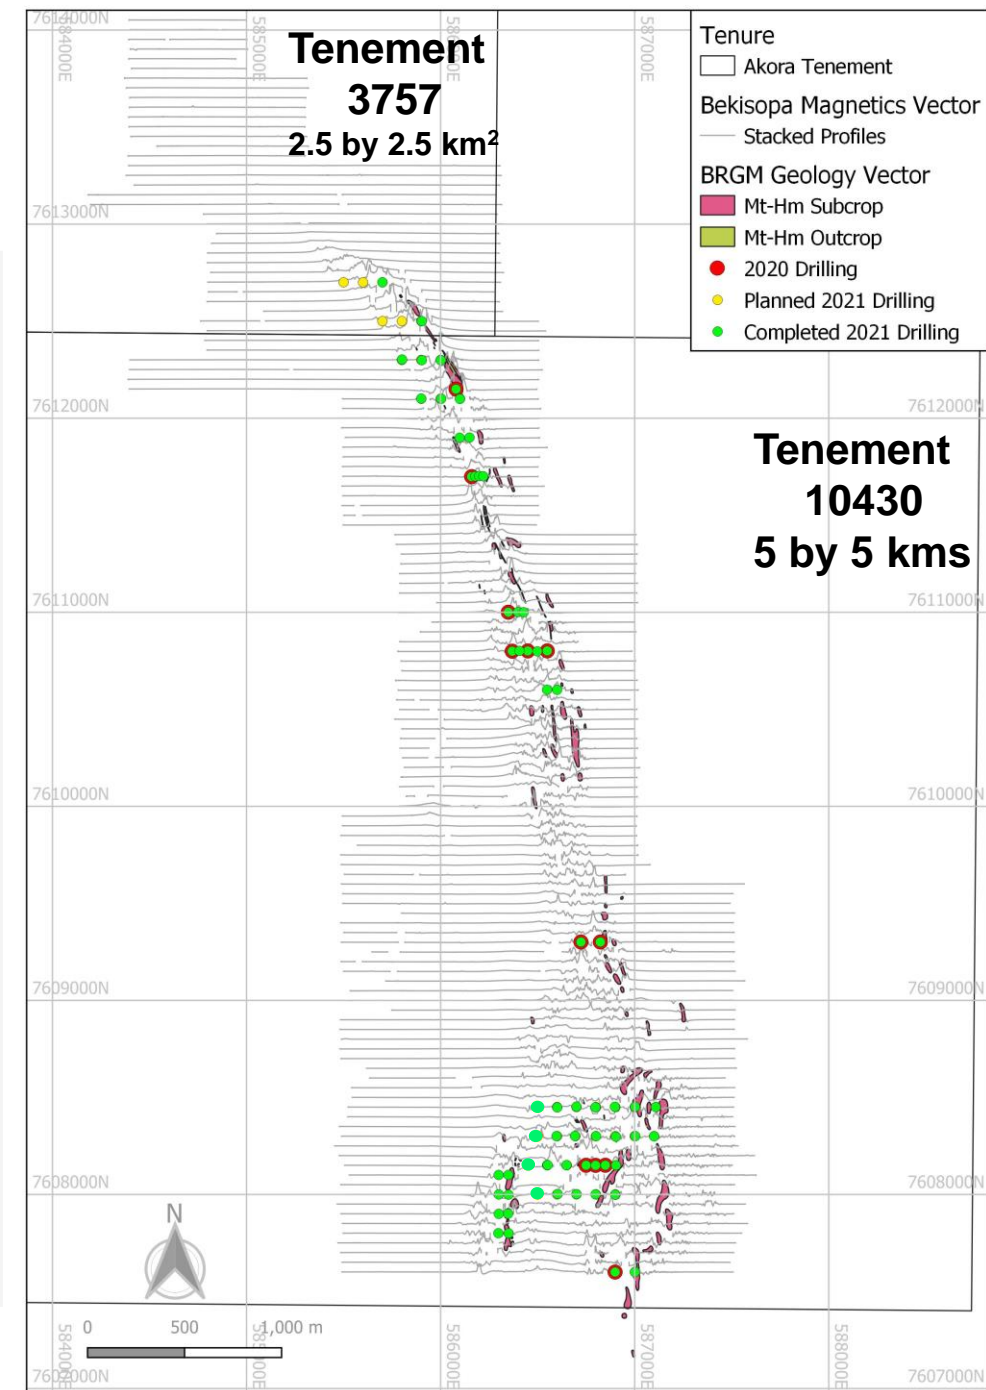 7614000N
584000E
585000E
586000E
587000E
Tenement
3757
2.5 by 2.5 km²
Tenure
Akora Tenement
Bekisopa Magnetics Vector
Stacked Profiles
BRGM Geology Vector
Mt-Hm Subcrop
Mt-Hm Outcrop
2020 Drilling
Planned 2021 Drilling
Completed 2021 Drilling
7613000N
7612000N
7612000N
Tenement
10430
5 by 5 kms
7611000N
7611000N
7610000N
7610000N
7609000N
7609000N
7608000N
7608000N
N
0 500 1,000 m
7607000N
584000E
585000E
586000E
587000E
588000E
7607000N